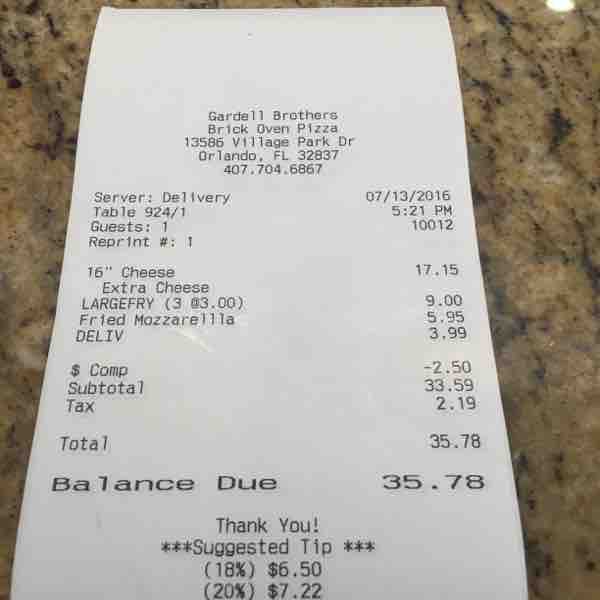 Gardell Brothers
Brick Oven Pizza
13586 Village Park Dr
Orlando, FL 32837
407.704.6867
Server: Delivery 07/13/2016
Table 924/1 5:21 PM
Guests: 1 10012
Reprint #: 1
16" Cheese 17.15
Extra Cheese
LARGEFRY (3 @3.00) 9.00
Fried Mozzarellla 5.95
DELIV 3.99
$ Comp -2.50
Subtotal 33.59
Tax 2.19
Total 35.78
Balance Due 35.78
Thank You!
***Suggested Tip ***
(18%) $6.50
(20%) $7.22